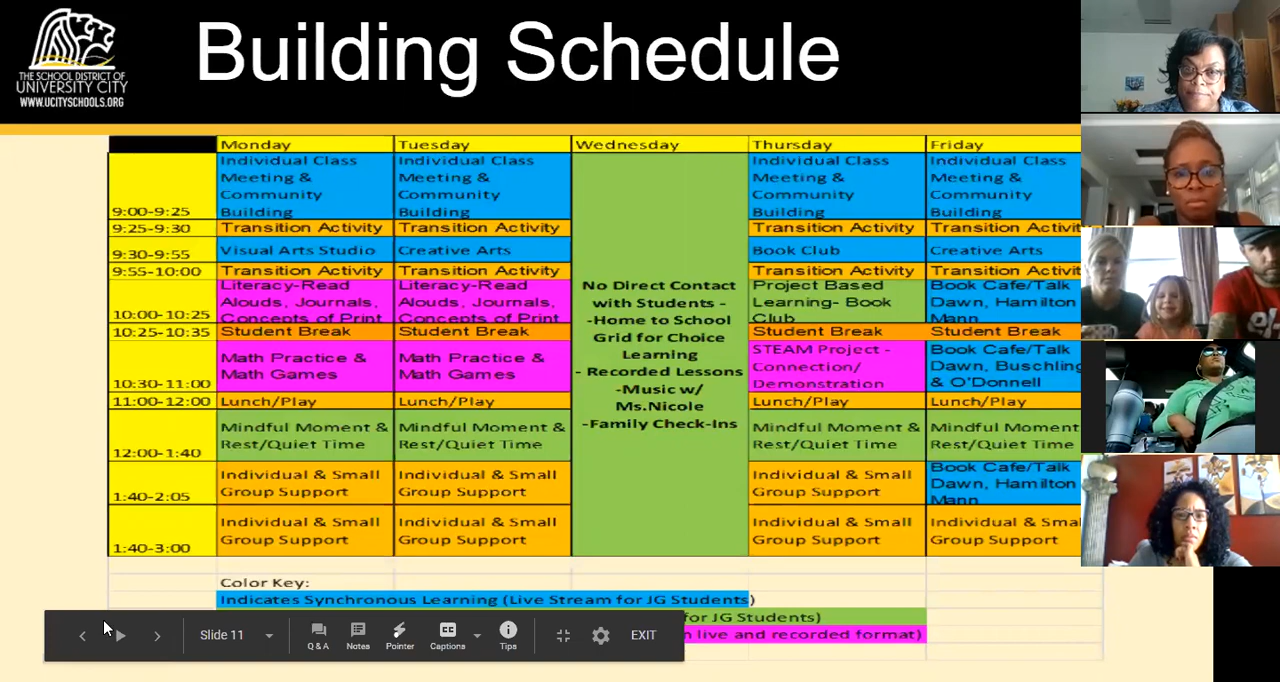 Building Schedule
THE SCHOOL DISTRICT OF
UNIVERSITY CITY
WWW.UCITYSCHOOLS.ORG
Monday Tuesday Wednesday Thursday Friday
9:00-9:25
Individual Class
Meeting &
Community
Building
Individual Class
Meeting &
Community
Building
Individual Class
Meeting &
Community
Building
Individual Class
Meeting &
Community
Building
9:25-9:30 Transition Activity Transition Activity Transition Activity Transition
9:30-9:55 Visual Arts Studio Creative Arts Book Club Creative Arts
9:55-10:00 Transition Activity Transition Activity Transition Activity Transition
10:00-10:25
Literacy-Read
Alouds, Journals,
Concepts of Print
Literacy-Read
Alouds, Journals,
Concepts of Print
Project Based
Learning- Book
Club
Book Cafe/Talk
Dawn, Hamilton
Mann
10:25-10:35 Student Break Student Break Student Break Student Break
10:30-11:00
Math Practice &
Math Games
Math Practice &
Math Games
STEAM Project -
Connection/
Demonstration
Book Cafe/Talk
Dawn, Buschling
& O'Donnell
11:00-12:00 Lunch/Play Lunch/Play Lunch/Play Lunch/Play
12:00-1:40
Mindful Moment &
Rest/Quiet Time
Mindful Moment &
Rest/Quiet Time
Mindful Moment &
Rest/Quiet Time
Mindful Moment
Rest/Quiet Time
1:40-2:05
Individual & Small
Group Support
Individual & Small
Group Support
Individual & Small
Group Support
Book Cafe/Talk
Dawn, Hamilton
Mann
1:40-3:00
Individual & Small
Group Support
Individual & Small
Group Support
Individual & Small
Group Support
Individual & Smal
Group Support
No Direct Contact
with Students -
-Home to School
Grid for Choice
Learning
- Recorded Lessons
-Music w/
Ms.Nicole
-Family Check-Ins
Color Key:
Indicates Synchronous Learning (Live Stream for JG Students)
for JG Students)
live and recorded format)
Slide 11
Q & A Notes Pointer Captions Tips
EXIT